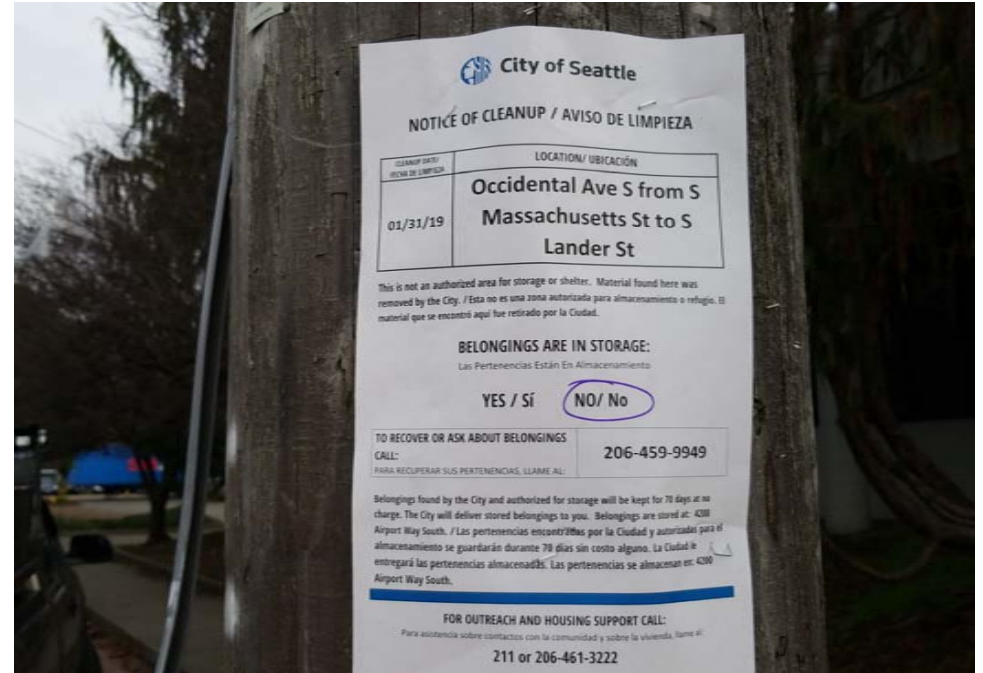 City of Seattle
NOTICE OF CLEANUP / AVISO DE LIMPIEZA
CLEANUP DATE/
FECHA DE LIMPIEZA
LOCATION/ UBICACIÓN
01/31/19
Occidental Ave S from S
Massachusetts St to S
Lander St
This is not an authorized area for storage or shelter. Material found here was
removed by the City. / Esta no es una zona autorizada para almacenamiento o refugio. El
material que se encontró aquí fue retirado por la Ciudad.
BELONGINGS ARE IN STORAGE:
Las Pertenencias Están En Almacenamiento
YES / Sí NO/ No
TO RECOVER OR ASK ABOUT BELONGINGS
CALL:
PARA RECUPERAR SUS PERTENENCIAS, LLAME AL:
206-459-9949
Belongings found by the City and authorized for storage will be kept for 70 days at no
charge. The City will deliver stored belongings to you. Belongings are stored at: 4200
Airport Way South. / Las pertenencias encontradas por la Ciudad y autorizadas para el
almacenamiento se guardarán durante 70 días sin costo alguno. La Ciudad le
entregará las pertenencias almacenadas. Las pertenencias se almacenan en: 4200
Airport Way South.
FOR OUTREACH AND HOUSING SUPPORT CALL:
Para asistencia sobre contactos con la comunidad y sobre la vivienda, llame al:
211 or 206-461-3222